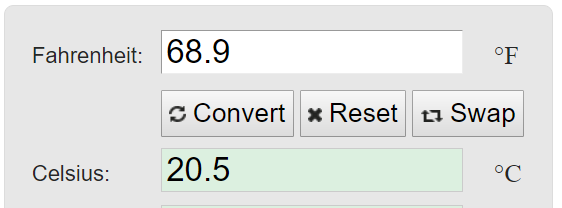 Fahrenheit: 68.9 °F
Convert Reset Swap
Celsius: 20.5 °C